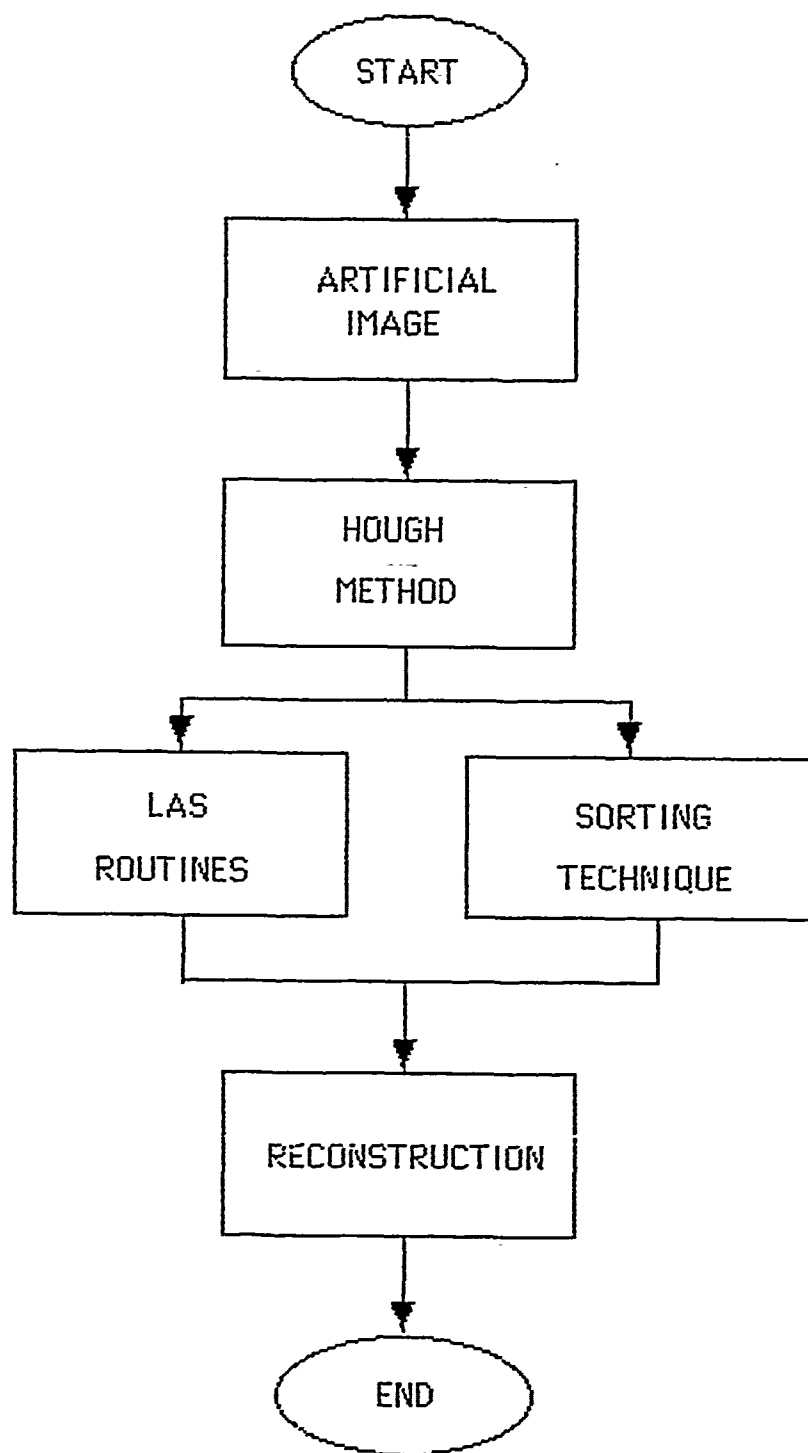 START
ARTIFICIAL
IMAGE
HOUGH
METHOD
LAS
ROUTINES
SORTING
TECHNIQUE
RECONSTRUCTION
END